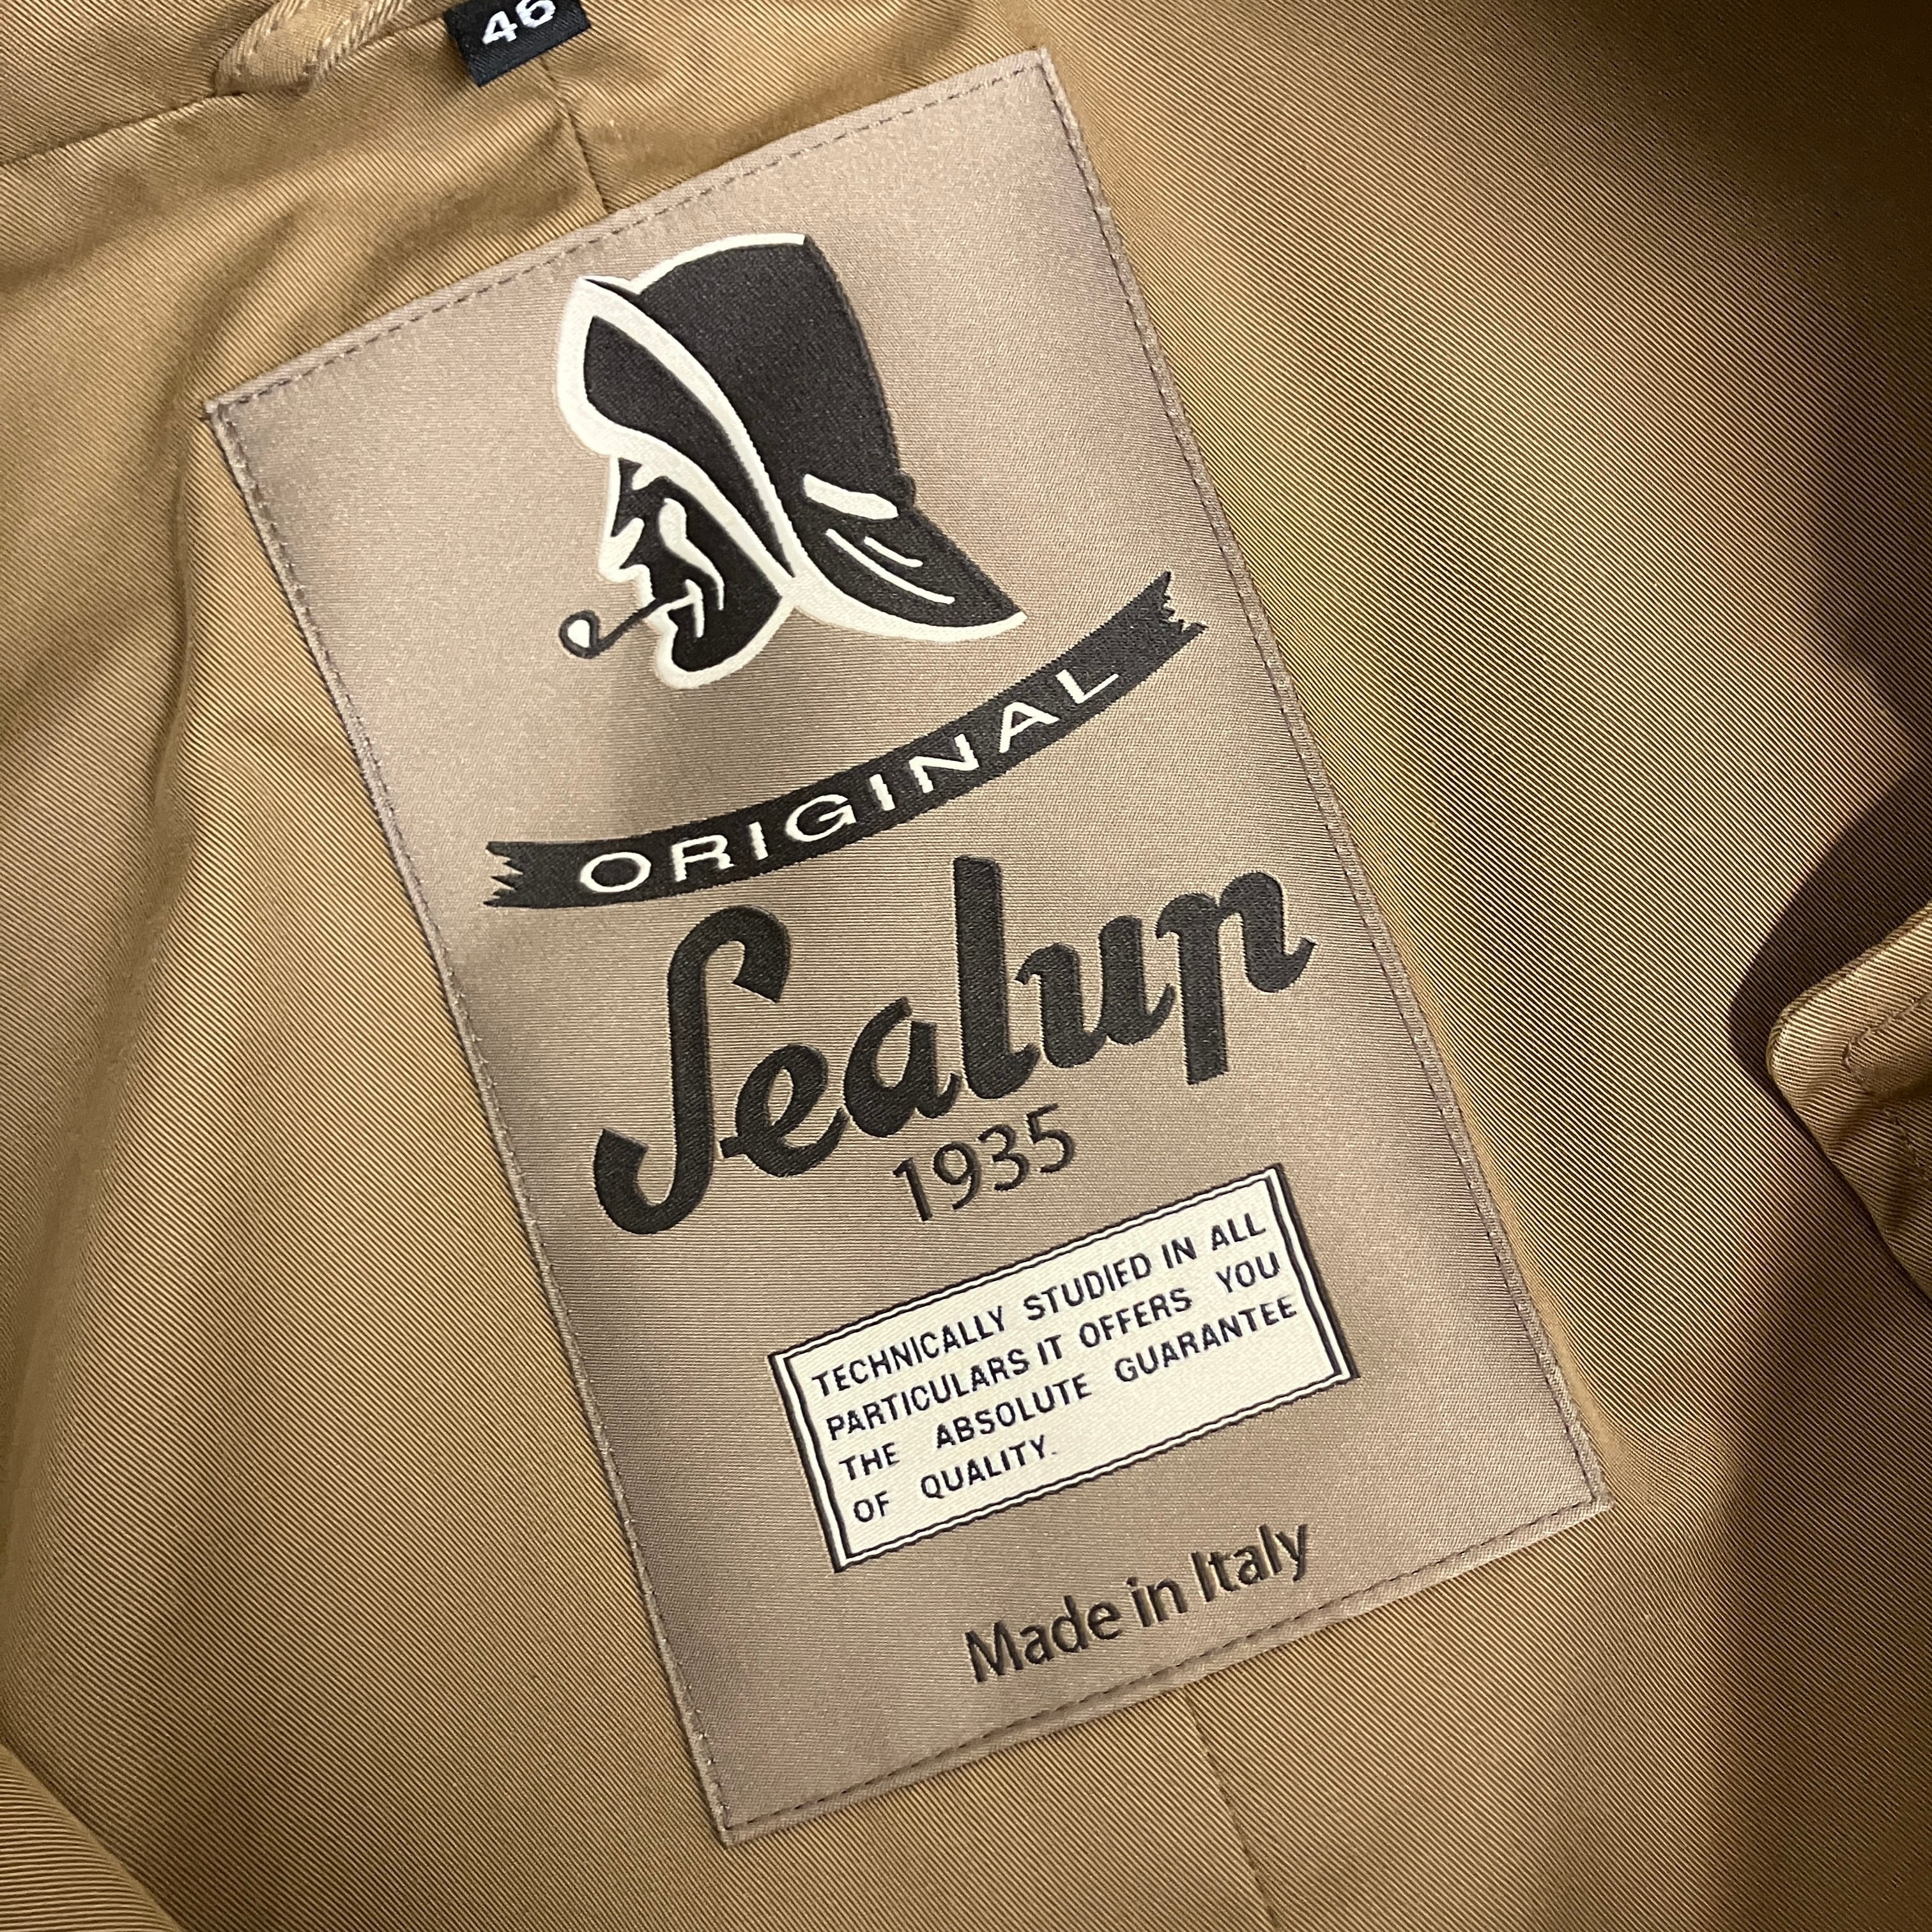 46
ORIGINAL
Sealup
1935
TECHNICALLY STUDIED IN ALL
PARTICULARS IT OFFERS YOU
THE ABSOLUTE GUARANTEE
OF QUALITY.
Made in Italy